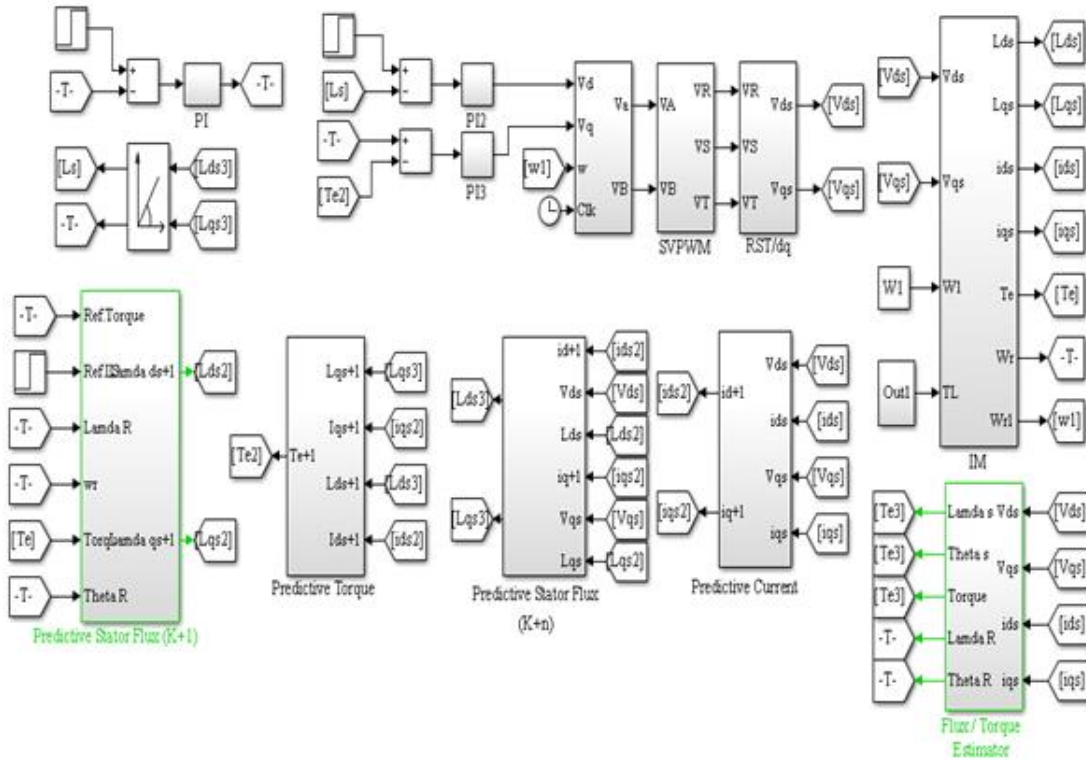 -T-
PI
-T-
[Ls]
-T-
[Lds3]
[Lqs3]
[Ls]
-T-
[Te2]
PI2
PI3
[w1]
Vd
Vq
w
Clk
Va
VB
VA
VB
VR
VS
VT
SVPWM
VR
VS
VT
Vds
Vqs
RST/dq
[Vds]
[Vqs]
[Vds]
[Vqs]
W1
Out1
Vds
Vqs
W1
TL
Lds
Lqs
ids
iqs
Te
Wr
Wr1
IM
[Lds]
[Lqs]
[ids]
[iqs]
[Te]
-T-
[w1]
-T-
-T-
-T-
[Te]
-T-
Ref.Torque
Lamda ds+1
Lamda R
wr
Lamda qs+1
Theta R
[Lds2]
[Lqs2]
Predictive Stator Flux (K+1)
[Te2]
Te+1
Lqs+1
Iqs+1
Lds+1
Ids+1
[Lqs3]
[iqs2]
[Lds3]
[ids2]
Predictive Torque
[Lds3]
[Lqs3]
id+1
Vds
Lds
iq+1
Vqs
Lqs
[ids2]
[Vds]
[Lds2]
[iqs2]
[Vqs]
[Lqs2]
Predictive Stator Flux
(K+n)
[ids2]
[iqs2]
id+1
iq+1
Vds
ids
Vqs
iqs
[Vds]
[ids]
[Vqs]
[iqs]
Predictive Current
[Te3]
[Te3]
[Te3]
-T-
-T-
Lamda s
Theta s
Torque
Lamda R
Theta R
Vds
Vqs
ids
iqs
[Vds]
[Vqs]
[ids]
[iqs]
Flux / Torque
Estimator